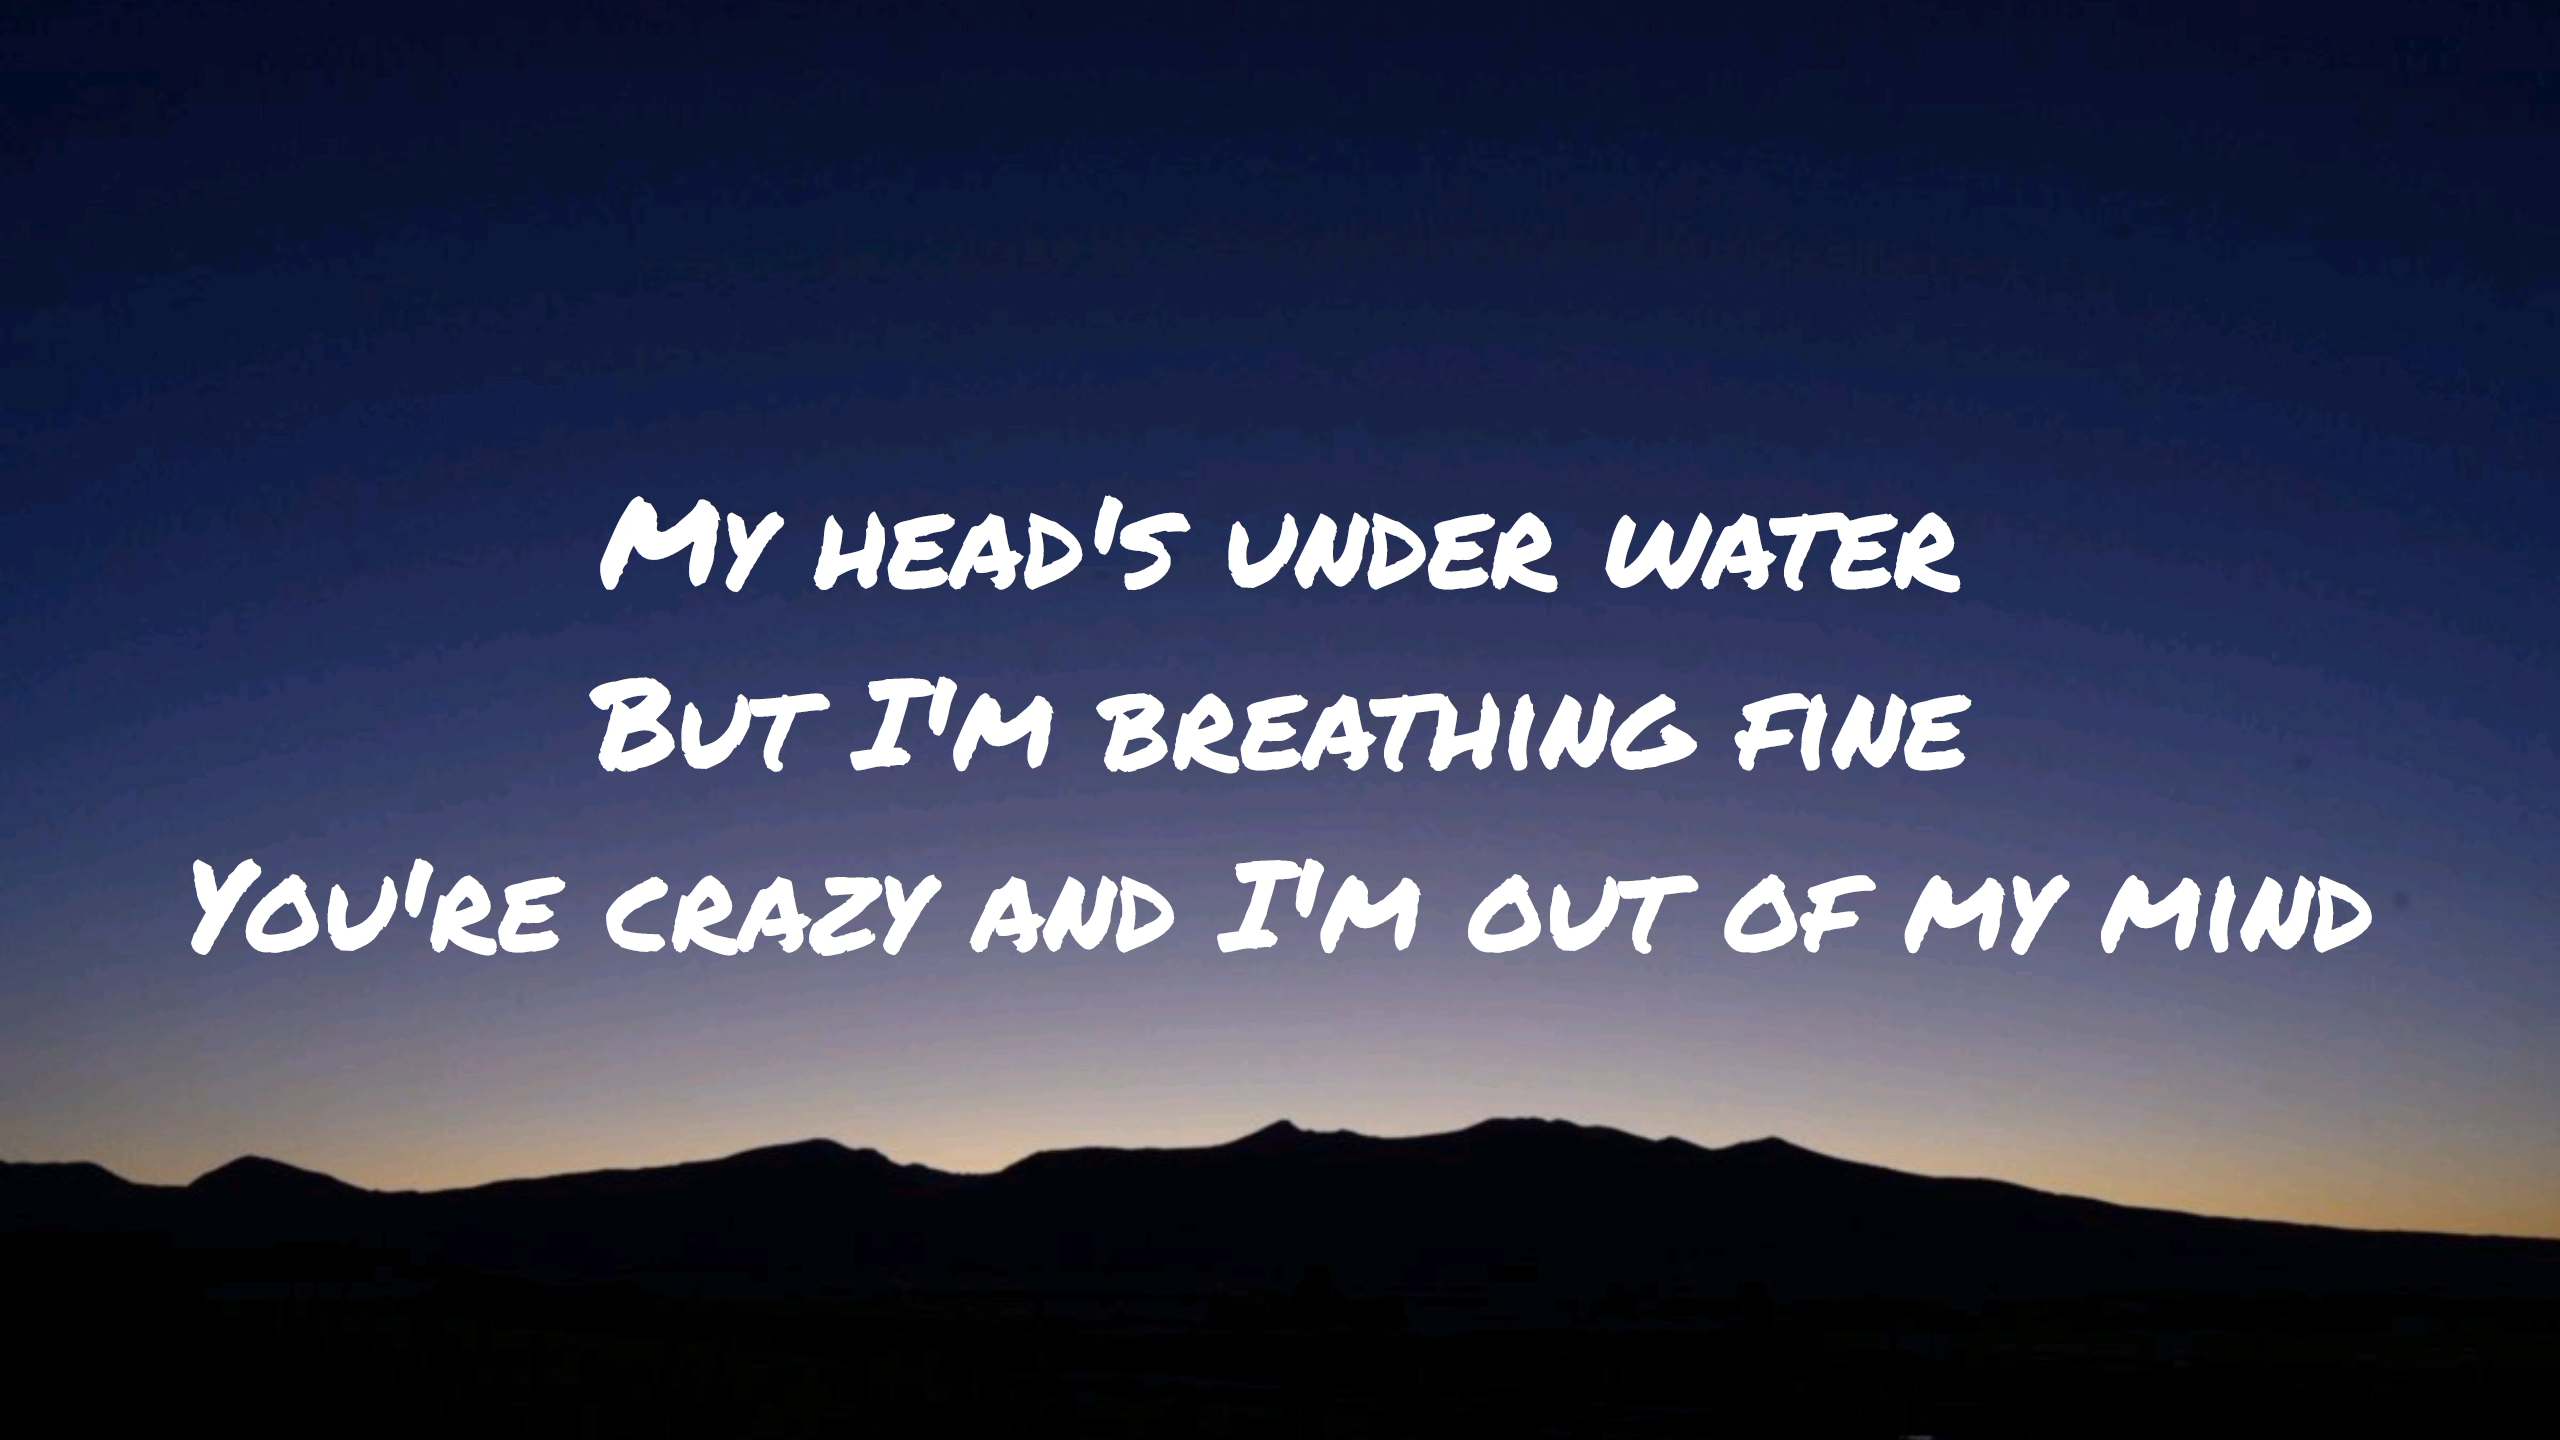 My head's under water
But I'm breathing fine
You're crazy and I'm out of my mind